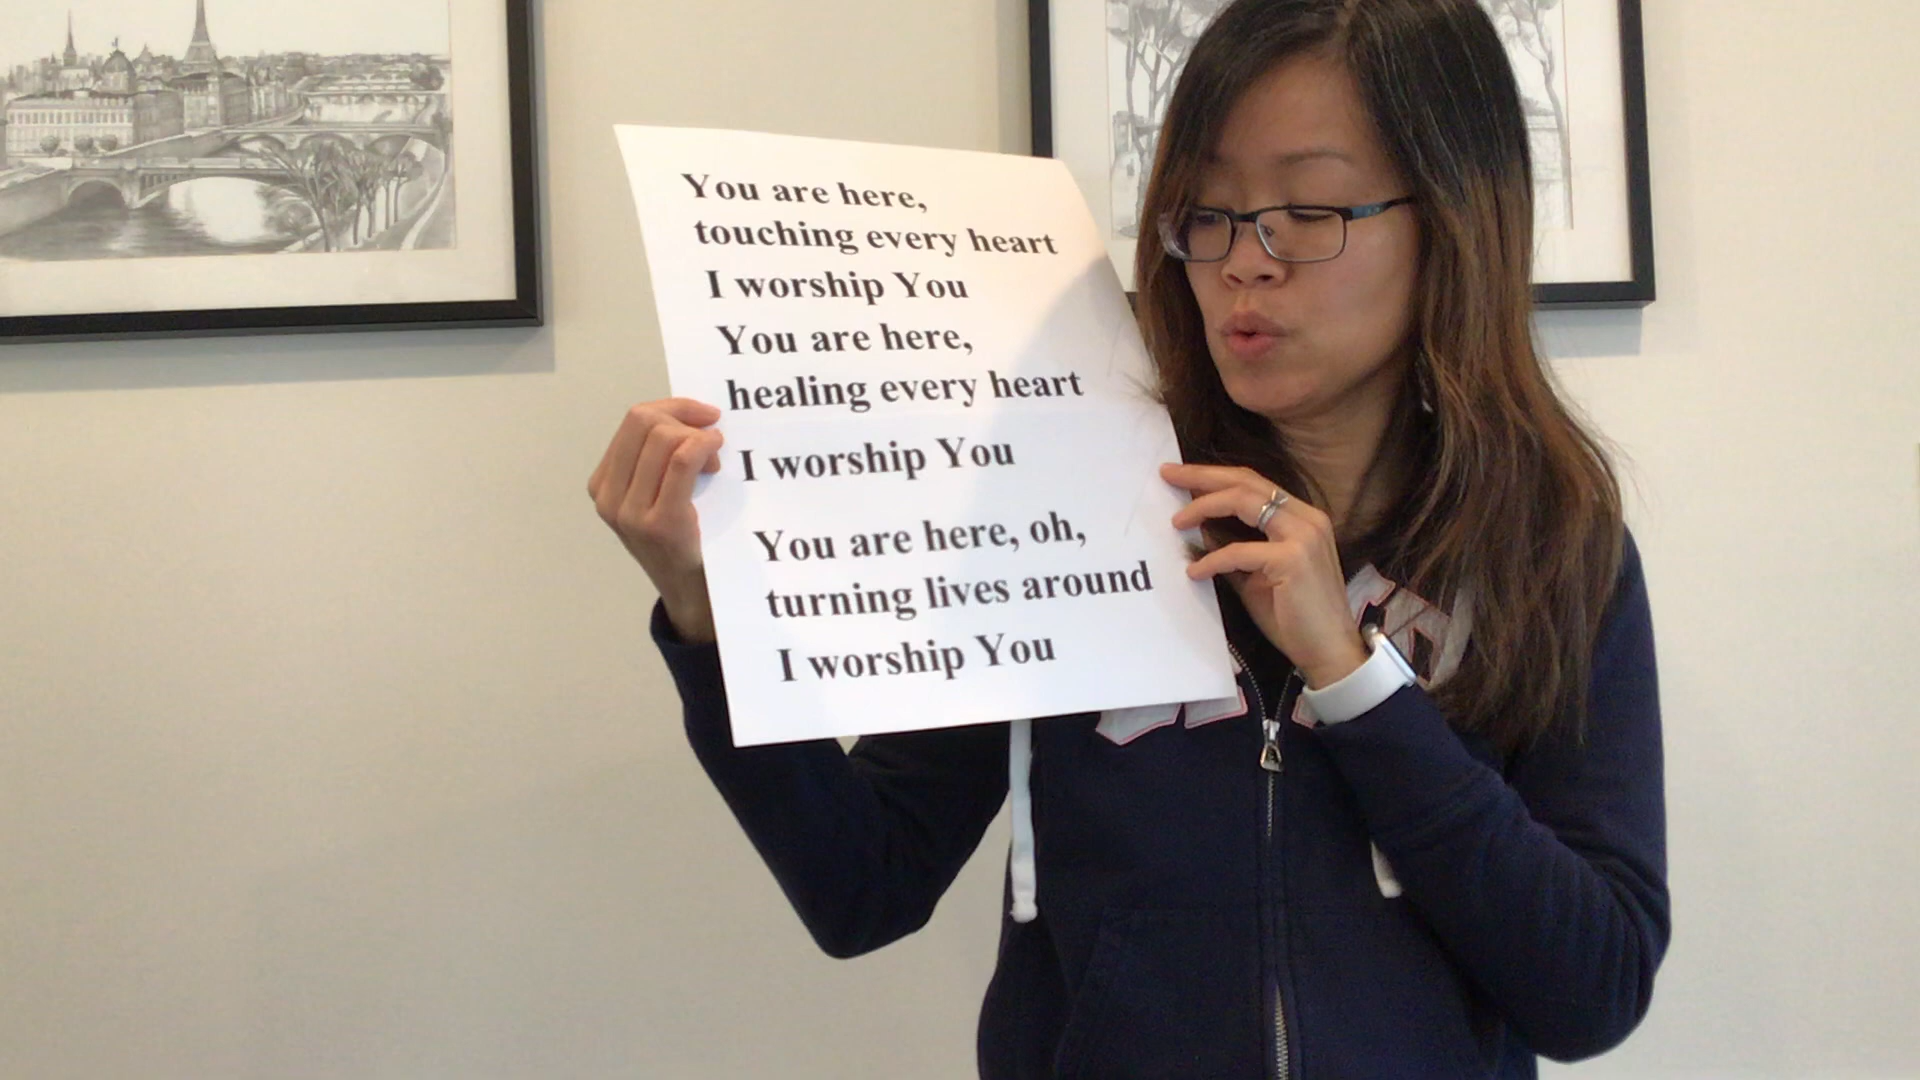 You are here,
touching every heart
I worship You
You are here,
healing every heart
I worship You
You are here, oh,
turning lives around
I worship You